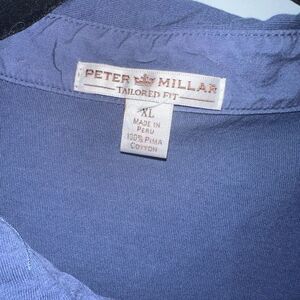 PETER MILLAR
TAILORED FIT
XL
MADE IN
PERU
100% PIMA
COTTON